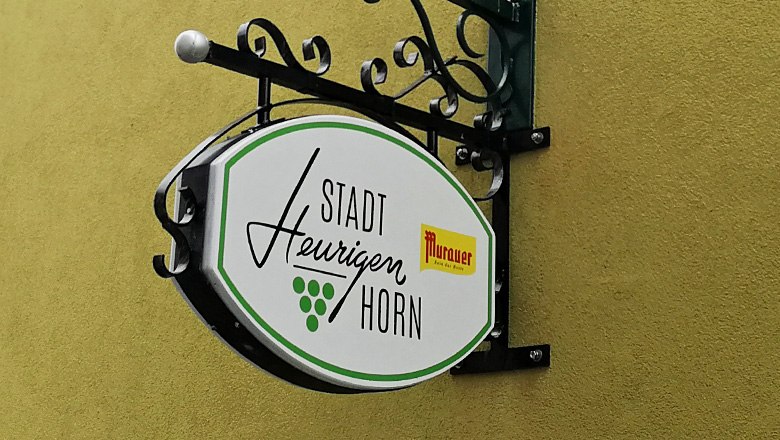 STADT
Heurigen
HORN
Murauer